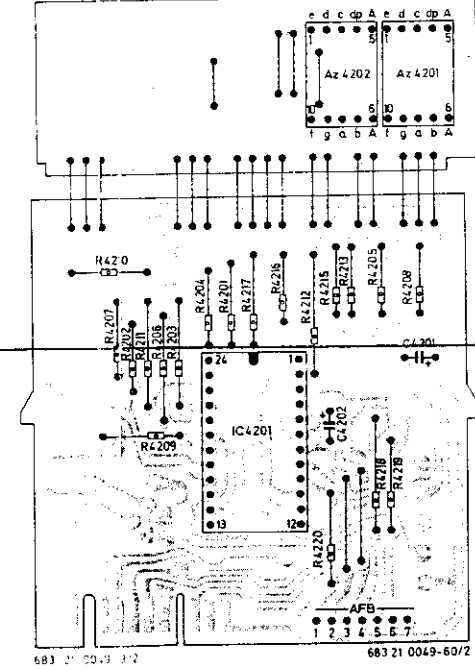 e d c dp A e d c dp A
1 5 1 5
Az 4202 Az 4201
10 6 10 6
f g a b A f g a b A
R4210
R4204
R4201
R4217
R4216
R4212
R4215
R4213
R4205
R4208
R4207
R4202
R4211
R4206
R4203
C4201
24 1
IC4201
C4202
R4209
R4218
R4219
13 12
R4220
AFB
1 2 3 4 5 6 7
683 21 0049-60/2